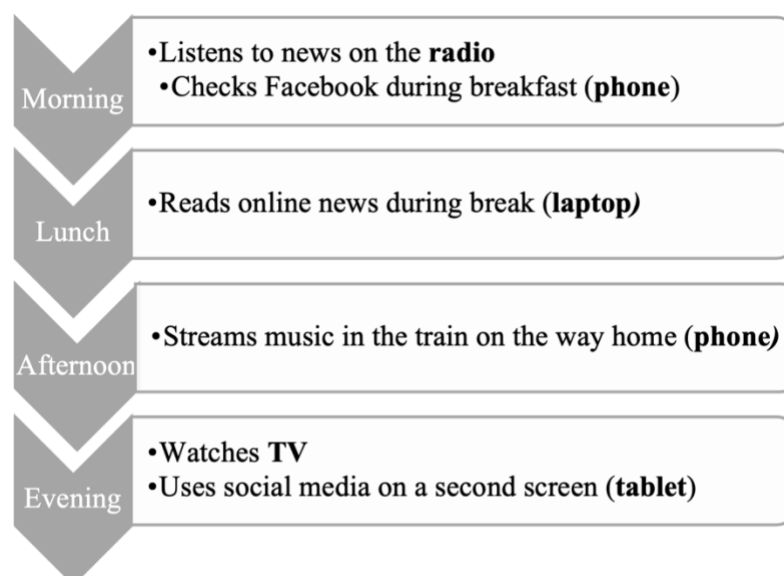 Morning
•Listens to news on the radio
•Checks Facebook during breakfast (phone)
Lunch
•Reads online news during break (laptop)
Afternoon
•Streams music in the train on the way home (phone)
Evening
•Watches TV
•Uses social media on a second screen (tablet)